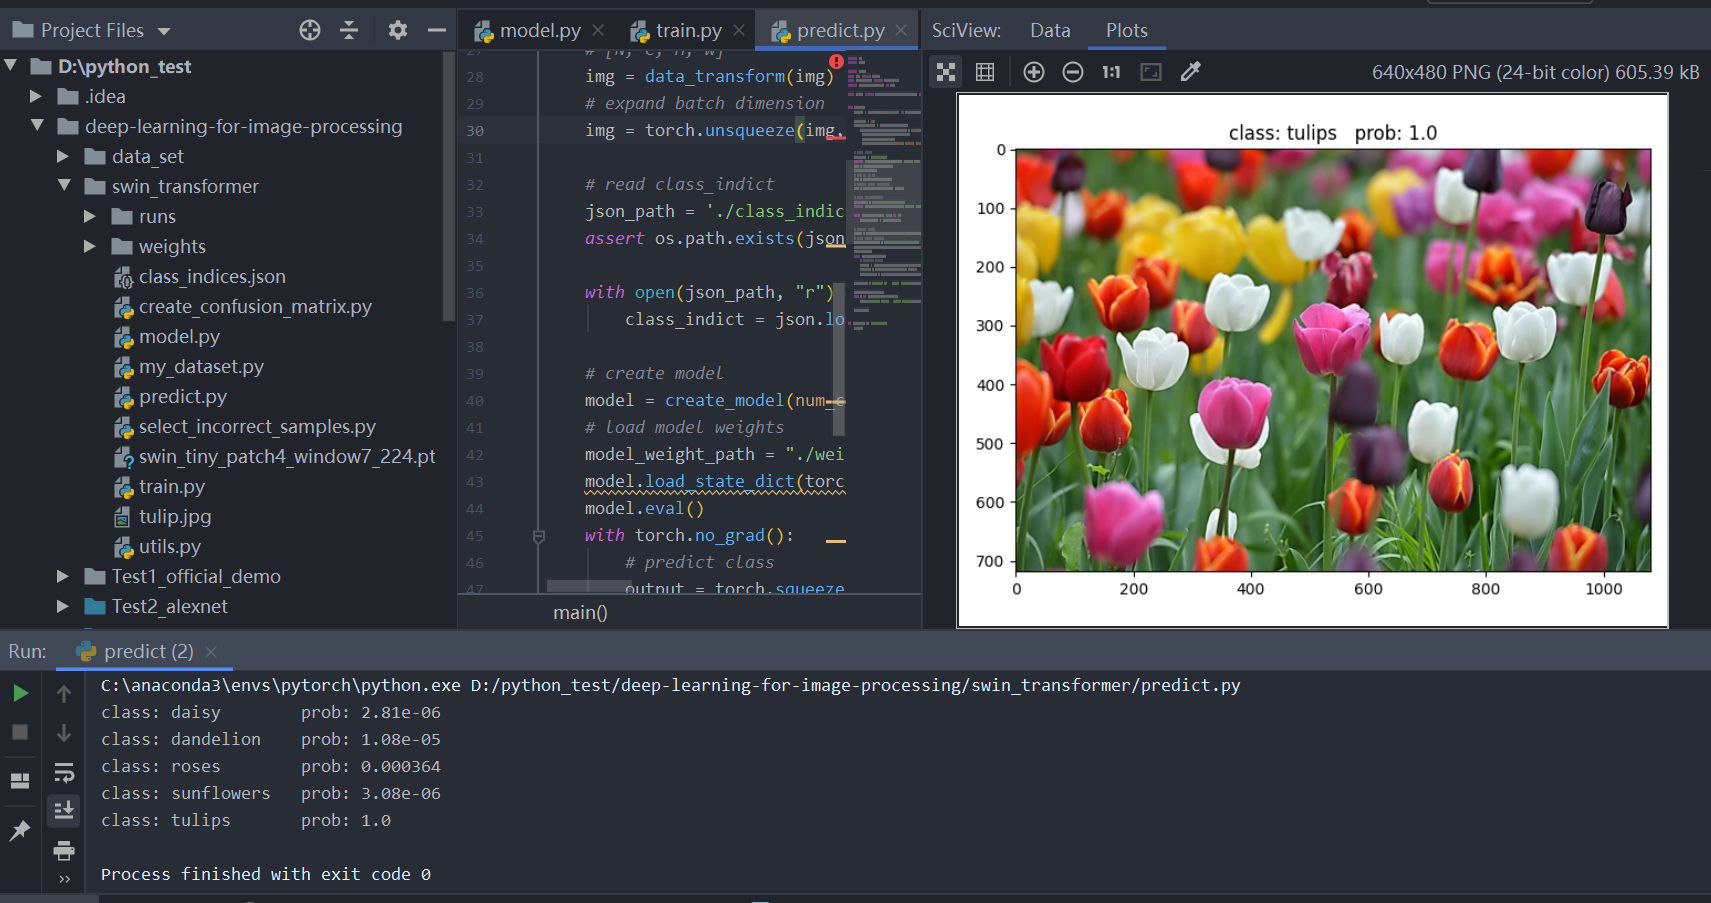 Project Files
D:\python_test
.idea
deep-learning-for-image-processing
data_set
swin_transformer
runs
weights
class_indices.json
create_confusion_matrix.py
model.py
my_dataset.py
predict.py
select_incorrect_samples.py
swin_tiny_patch4_window7_224.pt
train.py
tulip.jpg
utils.py
Test1_official_demo
Test2_alexnet
model.py
train.py
predict.py
27 # [N, C, H, W]
28 img = data_transform(img)
29 # expand batch dimension
30 img = torch.unsqueeze(img,
31
32 # read class_indict
33 json_path = './class_indic
34 assert os.path.exists(json
35
36 with open(json_path, "r")
37 class_indict = json.lo
38
39 # create model
40 model = create_model(num_c
41 # load model weights
42 model_weight_path = "./wei
43 model.load_state_dict(torc
44 model.eval()
45 with torch.no_grad():
46 # predict class
47 output = torch.squeeze
main()
SciView:
Data
Plots
1:1
640x480 PNG (24-bit color) 605.39 kB
class: tulips prob: 1.0
0
100
200
300
400
500
600
700
0 200 400 600 800 1000
Run:
predict (2)
C:\anaconda3\envs\pytorch\python.exe D:/python_test/deep-learning-for-image-processing/swin_transformer/predict.py
class: daisy prob: 2.81e-06
class: dandelion prob: 1.08e-05
class: roses prob: 0.000364
class: sunflowers prob: 3.08e-06
class: tulips prob: 1.0
Process finished with exit code 0